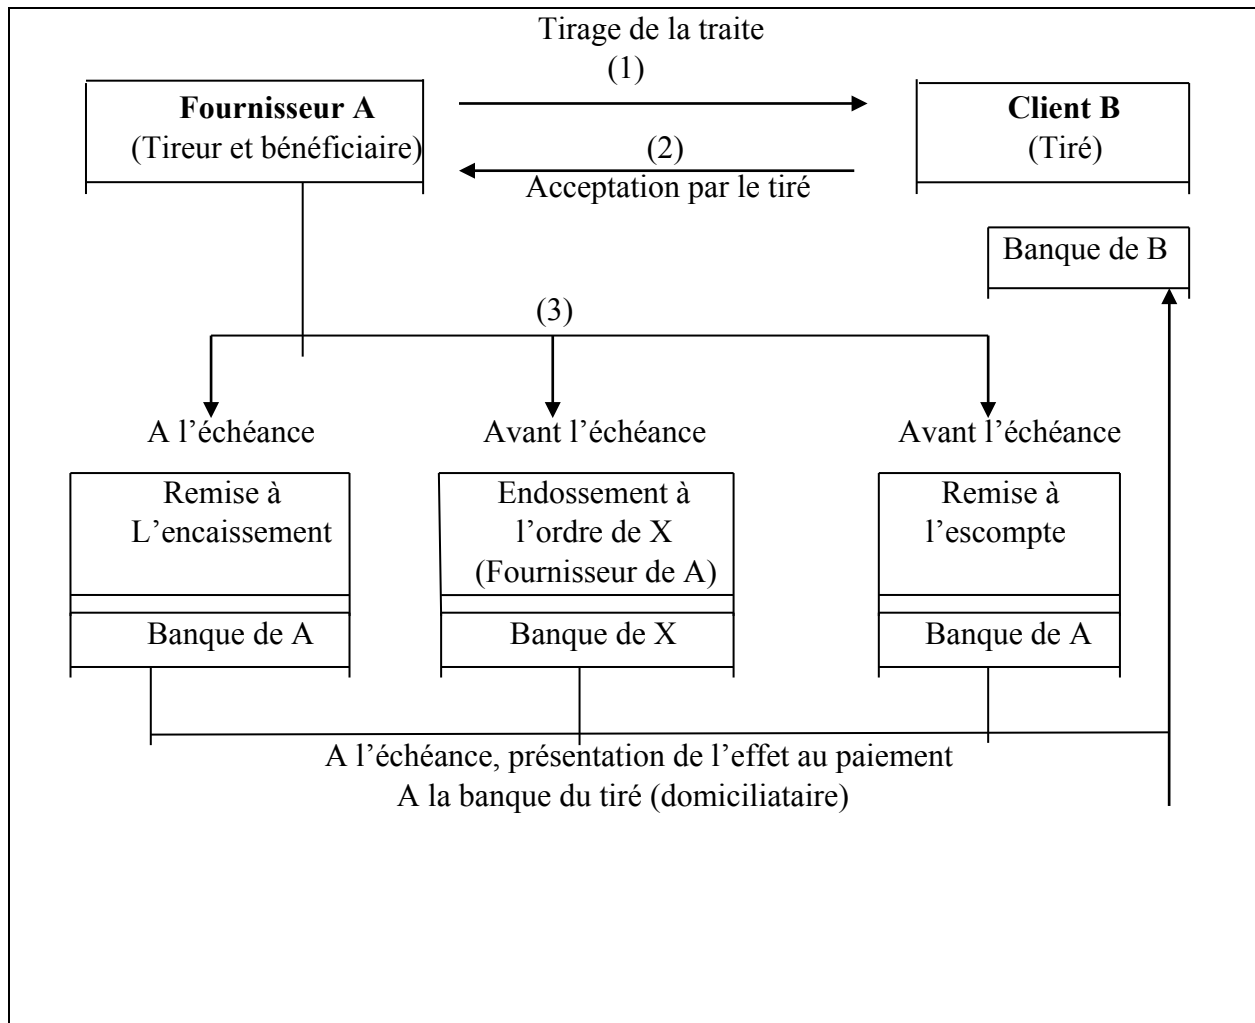 Tirage de la traite
(1)
Fournisseur A
(Tireur et bénéficiaire)
Client B
(Tiré)
(2)
Acceptation par le tiré
Banque de B
(3)
A l’échéance
Avant l’échéance
Avant l’échéance
Remise à
L’encaissement
Endossement à
l’ordre de X
(Fournisseur de A)
Remise à
l’escompte
Banque de A
Banque de X
Banque de A
A l’échéance, présentation de l’effet au paiement
A la banque du tiré (domiciliataire)